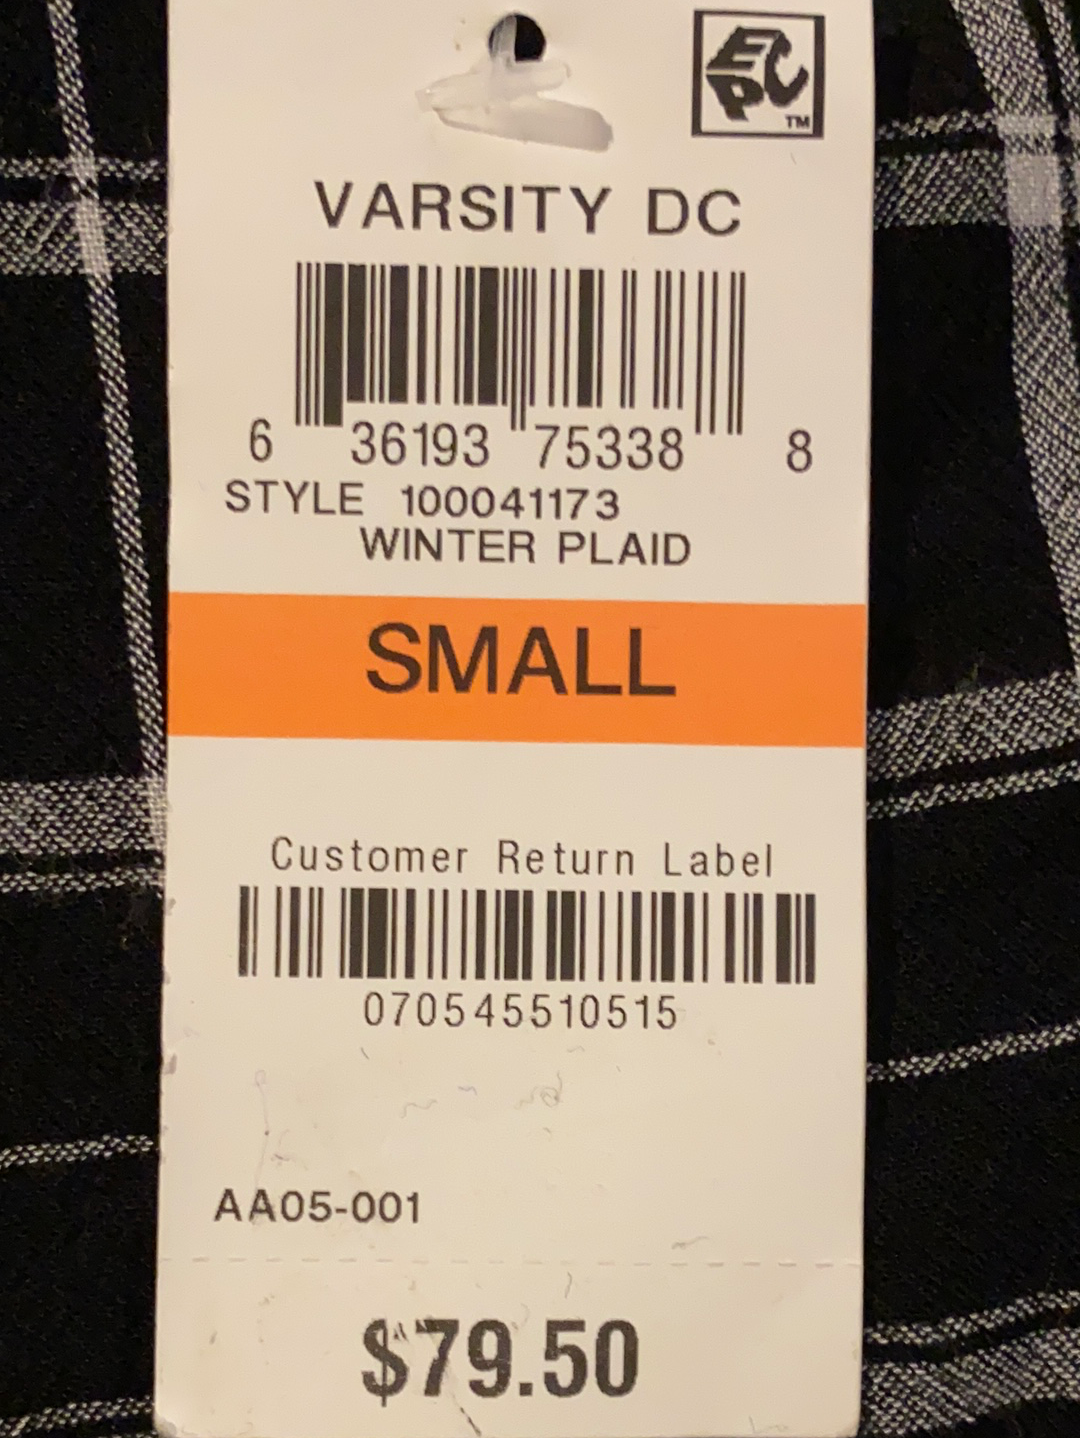 EPC
TM
VARSITY DC
6 36193 75338 8
STYLE 100041173
WINTER PLAID
SMALL
Customer Return Label
070545510515
AA05-001
$79.50